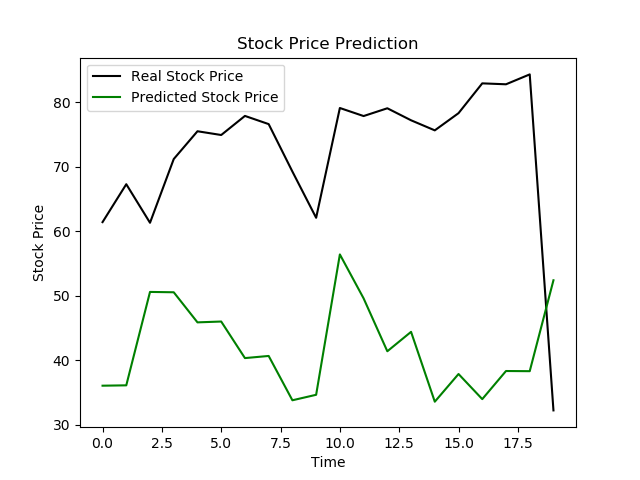 Stock Price Prediction
Real Stock Price
Predicted Stock Price
80
70
60
50
40
30
Stock Price
0.0 2.5 5.0 7.5 10.0 12.5 15.0 17.5
Time